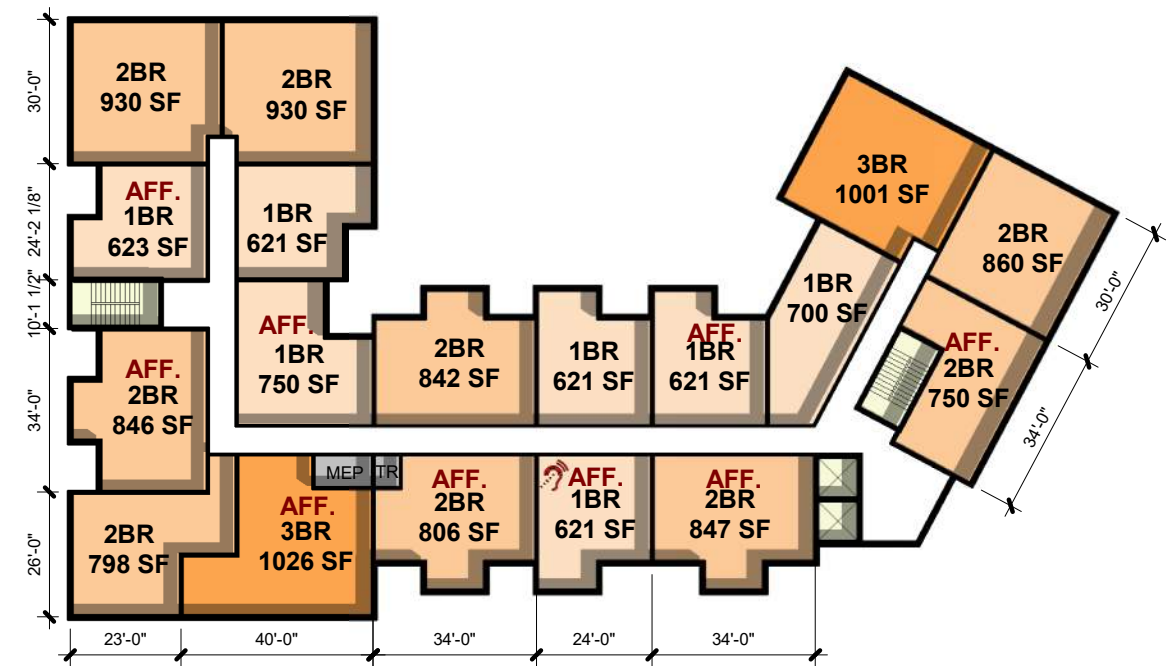 2BR
930 SF
2BR
930 SF
30'-0"
AFF.
1BR
623 SF
1BR
621 SF
24'-2 1/8"
10'-1 1/2"
3BR
1001 SF
2BR
860 SF
1BR
700 SF
30'-0"
AFF.
1BR
750 SF
2BR
842 SF
1BR
621 SF
AFF.
1BR
621 SF
AFF.
2BR
750 SF
34'-0"
AFF.
2BR
846 SF
34'-0"
MEP
TR
2BR
798 SF
AFF.
3BR
1026 SF
AFF.
2BR
806 SF
AFF.
1BR
621 SF
AFF.
2BR
847 SF
26'-0"
23'-0"
40'-0"
34'-0"
24'-0"
34'-0"